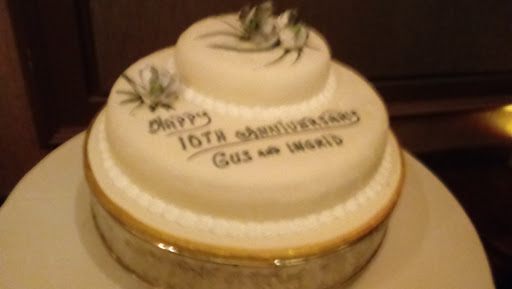 HAPPY
10TH ANNIVERSARY
GUS AND INGRID